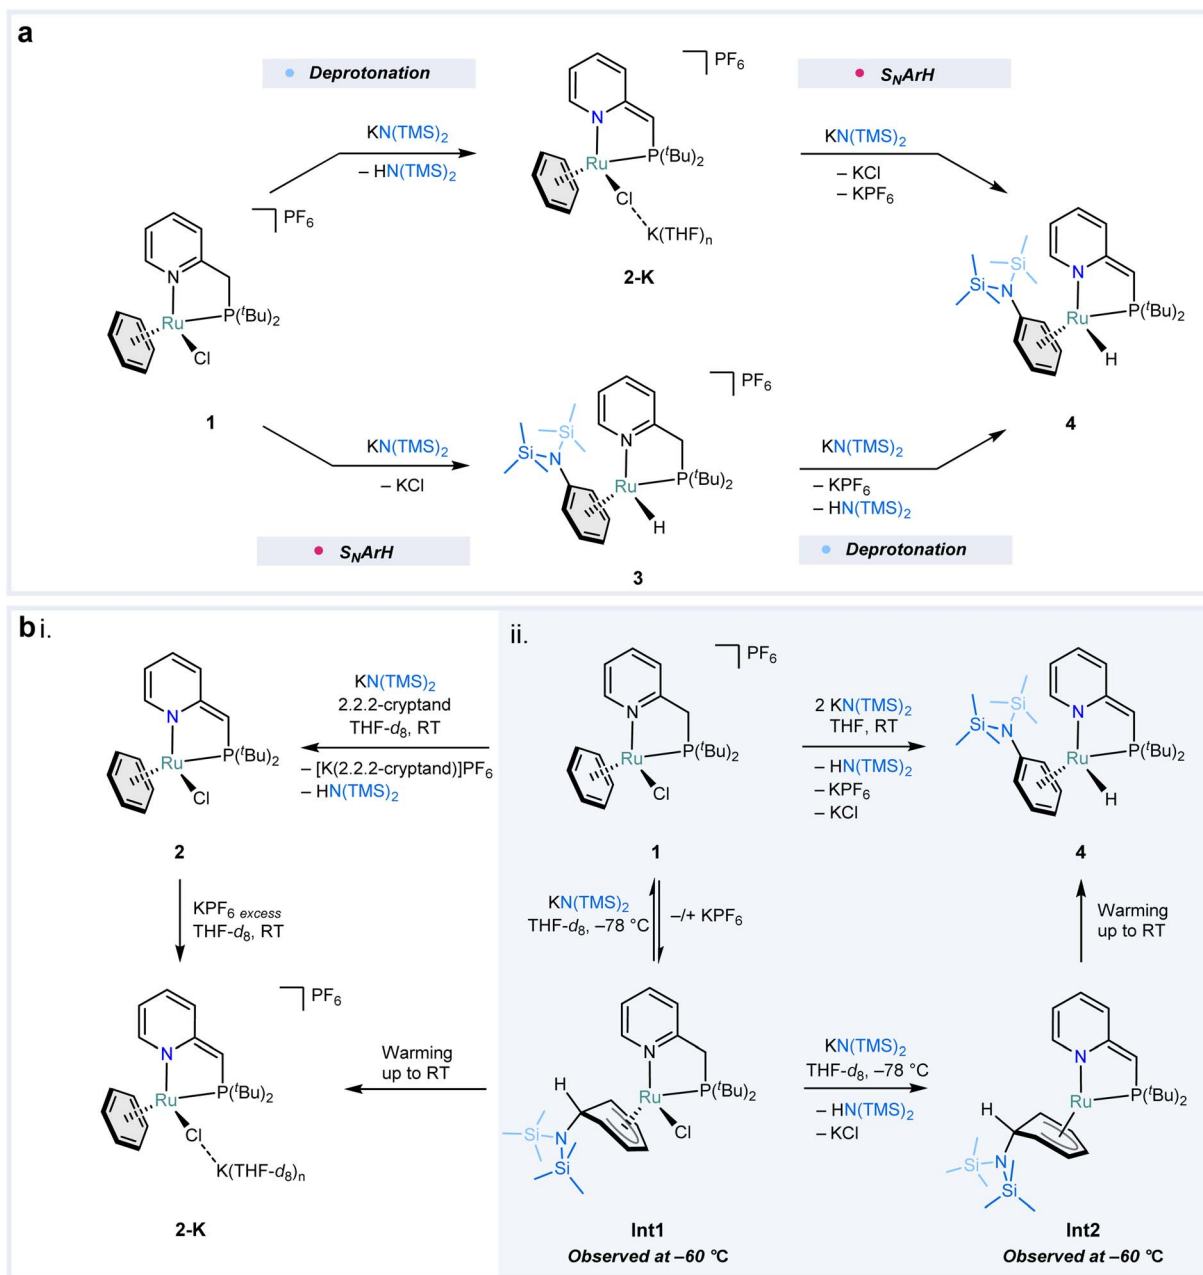 a
Deprotonation
KN(TMS)2
– HN(TMS)2
PF6
N
Ru
P(tBu)2
Cl
K(THF)n
2-K
SNArH
KN(TMS)2
– KCl
– KPF6
PF6
N
Ru
P(tBu)2
Cl
1
KN(TMS)2
– KCl
SNArH
PF6
Si
Si
N
N
Ru
P(tBu)2
H
3
KN(TMS)2
– KPF6
– HN(TMS)2
Deprotonation
Si
Si
N
N
Ru
P(tBu)2
H
4
b i.
N
Ru
P(tBu)2
Cl
2
KN(TMS)2
2.2.2-cryptand
THF-d8, RT
– [K(2.2.2-cryptand)]PF6
– HN(TMS)2
KPF6 excess
THF-d8, RT
PF6
N
Ru
P(tBu)2
Cl
K(THF-d8)n
2-K
Warming
up to RT
ii.
PF6
N
Ru
P(tBu)2
Cl
1
2 KN(TMS)2
THF, RT
– HN(TMS)2
– KPF6
– KCl
Si
Si
N
N
Ru
P(tBu)2
H
4
KN(TMS)2
THF-d8, –78 °C
–/+ KPF6
Warming
up to RT
N
Ru
P(tBu)2
Cl
H
Si
N
Si
Int1
Observed at –60 °C
KN(TMS)2
THF-d8, –78 °C
– HN(TMS)2
– KCl
N
Ru
P(tBu)2
H
Si
N
Si
Int2
Observed at –60 °C